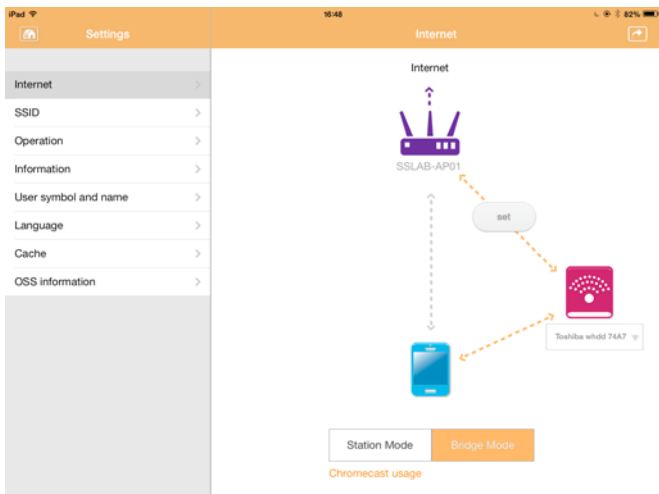 iPad 16:48 82%
Settings
Internet
Internet
SSID
Operation
Information
User symbol and name
Language
Cache
OSS information
Internet
SSLAB-AP01
set
Toshiba whdd 74A7
Station Mode
Bridge Mode
Chromecast usage